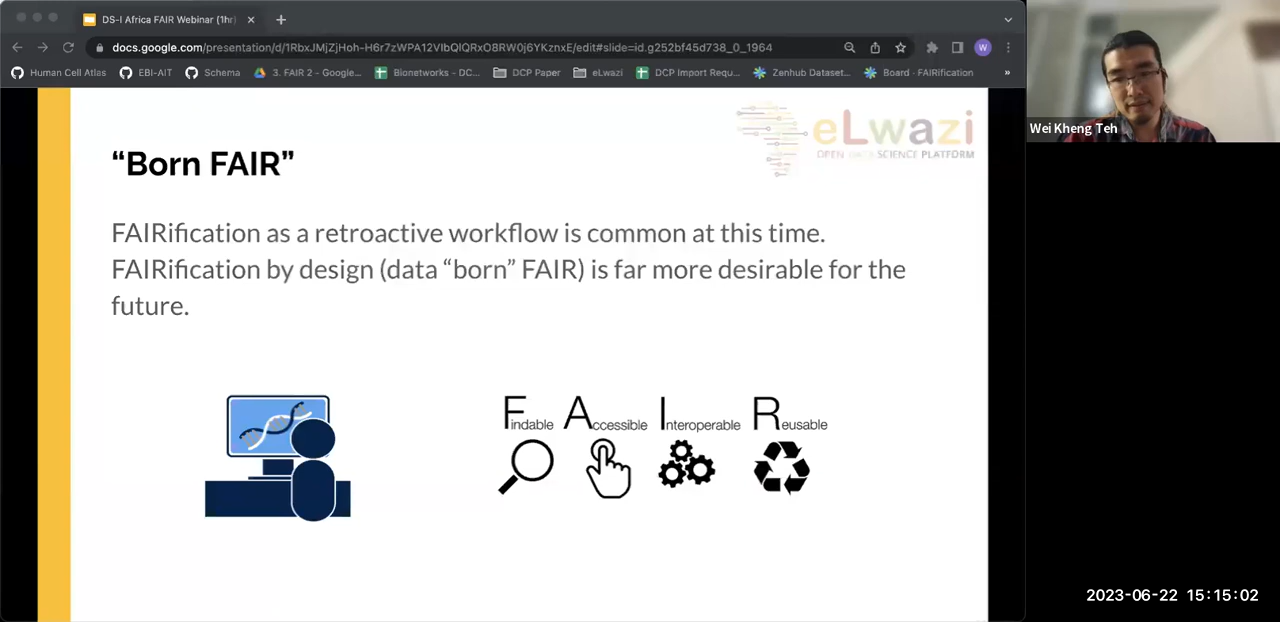 DS-I Africa FAIR Webinar (1hr)
docs.google.com/presentation/d/1RbxJMjZjHoh-H6r7zWPA12VIbQIQRxO8RW0j6YKznxE/edit#slide=id.g252bf45d738_0_1964
W
Human Cell Atlas
EBI-AIT
Schema
3. FAIR 2 - Google...
Bionetworks - DC...
DCP Paper
eLwazi
DCP Import Requ...
Zenhub Dataset...
Board · FAIRification
»
Wei Kheng Teh
eLwazi
OPEN DATA SCIENCE PLATFORM
“Born FAIR”
FAIRification as a retroactive workflow is common at this time.
FAIRification by design (data “born” FAIR) is far more desirable for the
future.
Findable Accessible Interoperable Reusable
2023-06-22 15:15:02